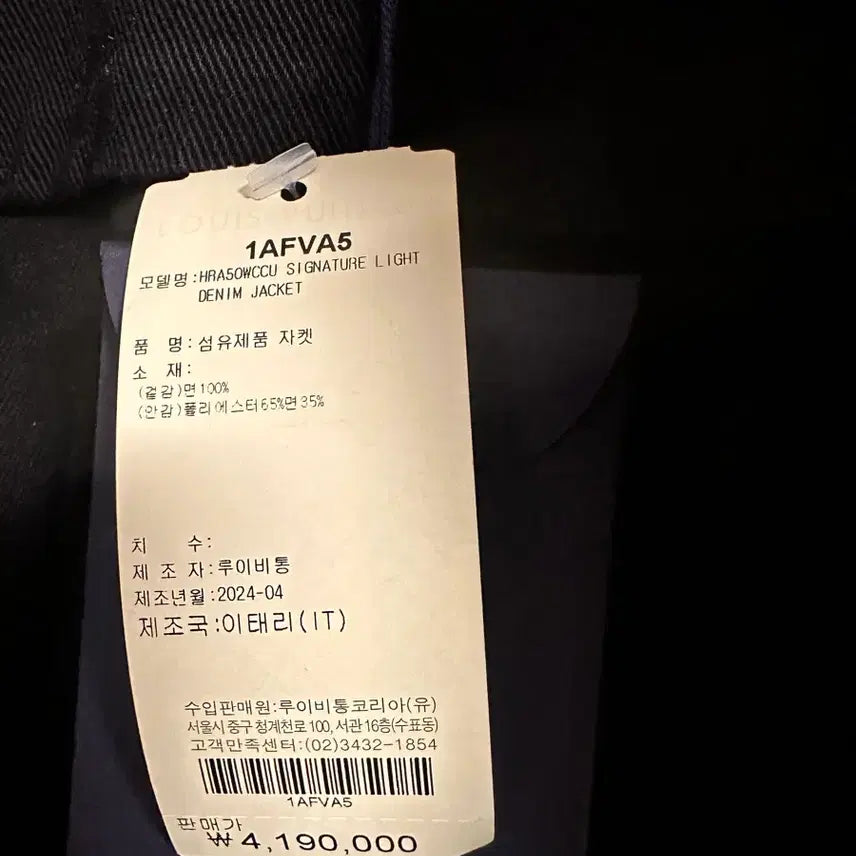 LOUIS VUITTON
1AFVA5
모델명:HRA50WCCU SIGNATURE LIGHT
DENIM JACKET
품 명:섬유제품 자켓
소 재:
(겉감)면100%
(안감)폴리에스터65%면35%
치 수:
제 조 자:루이비통
제조년월:2024-04
제조국:이태리(IT)
수입판매원:루이비통코리아(유)
서울시 중구 청계천로 100, 서관 16층(수표동)
고객만족센터:(02)3432-1854
1AFVA5
판매가
₩4,190,000